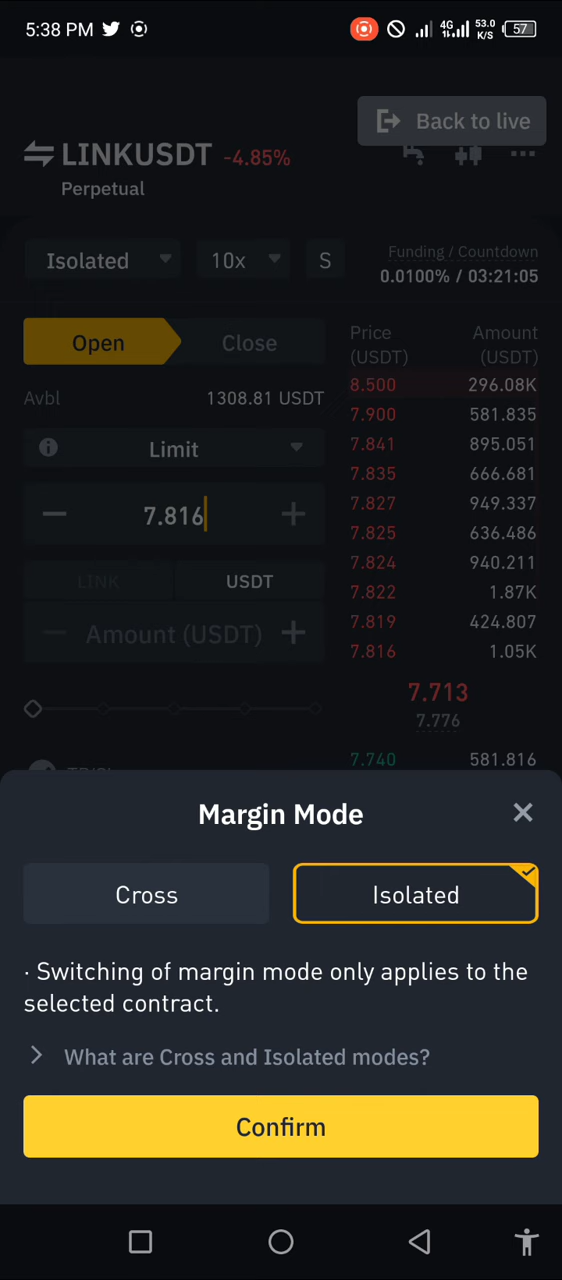 5:38 PM
4G
53.0
K/S
57
Back to live
LINKUSDT -4.85%
Perpetual
Isolated
10x
S
Funding / Countdown
0.0100% / 03:21:05
Open
Close
Price
(USDT)
Amount
(USDT)
Avbl
1308.81 USDT
Limit
7.816
LINK
USDT
Amount (USDT)
8.500 296.08K
7.900 581.835
7.841 895.051
7.835 666.681
7.827 949.337
7.825 636.486
7.824 940.211
7.822 1.87K
7.819 424.807
7.816 1.05K
7.713
7.776
7.740 581.816
Margin Mode
Cross
Isolated
· Switching of margin mode only applies to the
selected contract.
What are Cross and Isolated modes?
Confirm